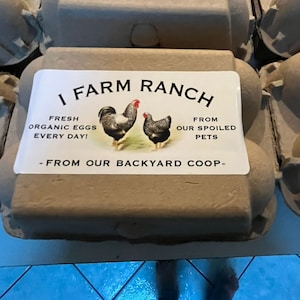 I FARM RANCH
FRESH
ORGANIC EGGS
EVERY DAY!
FROM
OUR SPOILED
PETS
- FROM OUR BACKYARD COOP-